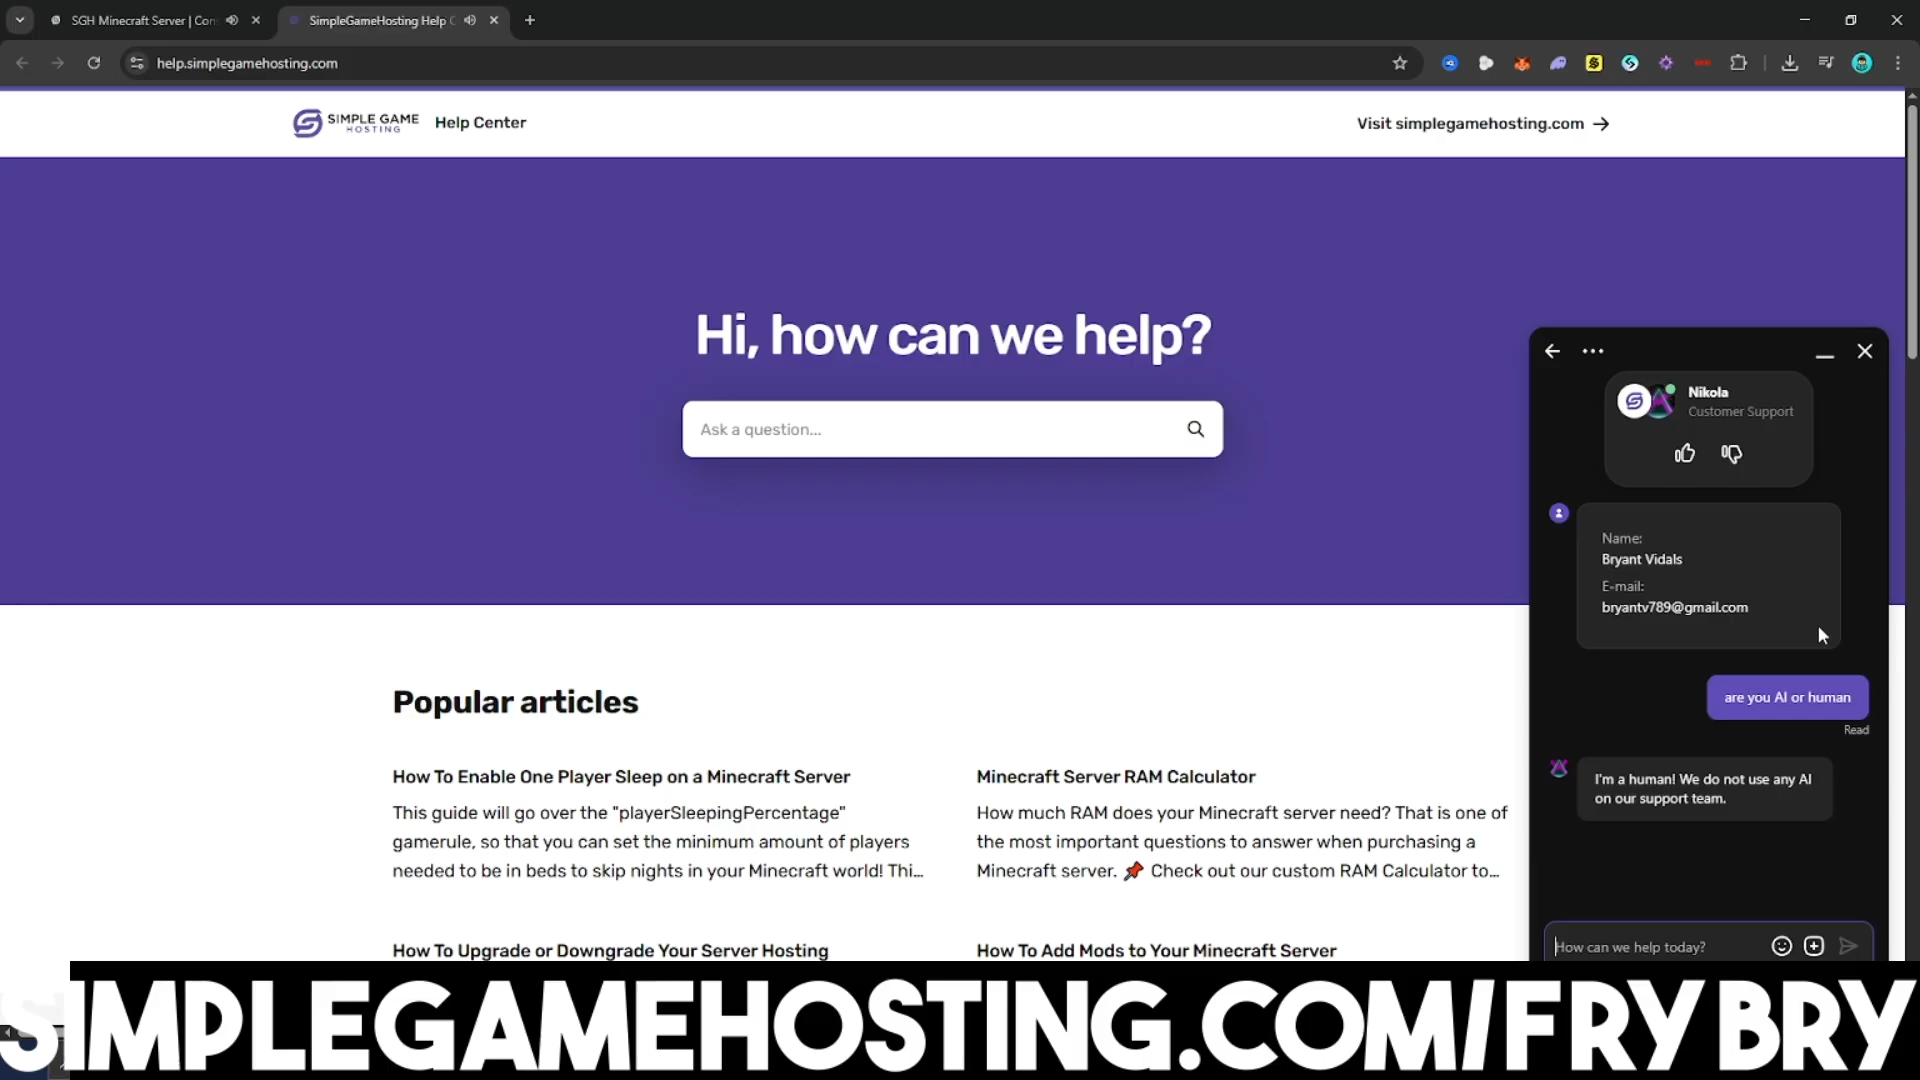 SGH Minecraft Server | Con
SimpleGameHosting Help C
help.simplegamehosting.com
SIMPLE GAME
HOSTING
Help Center
Visit simplegamehosting.com
Hi, how can we help?
Ask a question...
Popular articles
How To Enable One Player Sleep on a Minecraft Server
This guide will go over the "playerSleepingPercentage"
gamerule, so that you can set the minimum amount of players
needed to be in beds to skip nights in your Minecraft world! Thi...
Minecraft Server RAM Calculator
How much RAM does your Minecraft server need? That is one of
the most important questions to answer when purchasing a
Minecraft server. 📌 Check out our custom RAM Calculator to...
How To Upgrade or Downgrade Your Server Hosting
How To Add Mods to Your Minecraft Server
Nikola
Customer Support
Name:
Bryant Vidals
E-mail:
bryantv789@gmail.com
are you AI or human
Read
I'm a human! We do not use any AI
on our support team.
How can we help today?
SIMPLEGAMEHOSTING.COM/FRYBRY